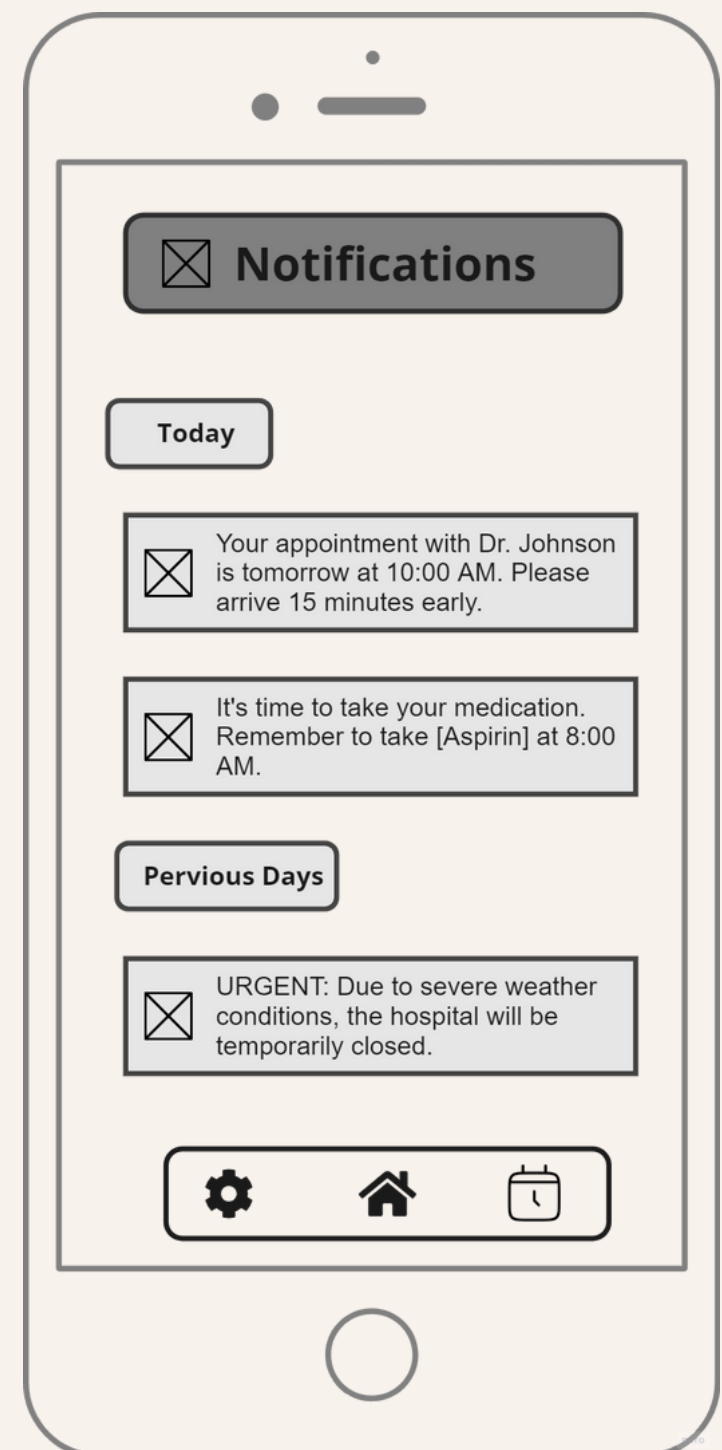 Notifications
Today
Your appointment with Dr. Johnson
is tomorrow at 10:00 AM. Please
arrive 15 minutes early.
It's time to take your medication.
Remember to take [Aspirin] at 8:00
AM.
Pervious Days
URGENT: Due to severe weather
conditions, the hospital will be
temporarily closed.